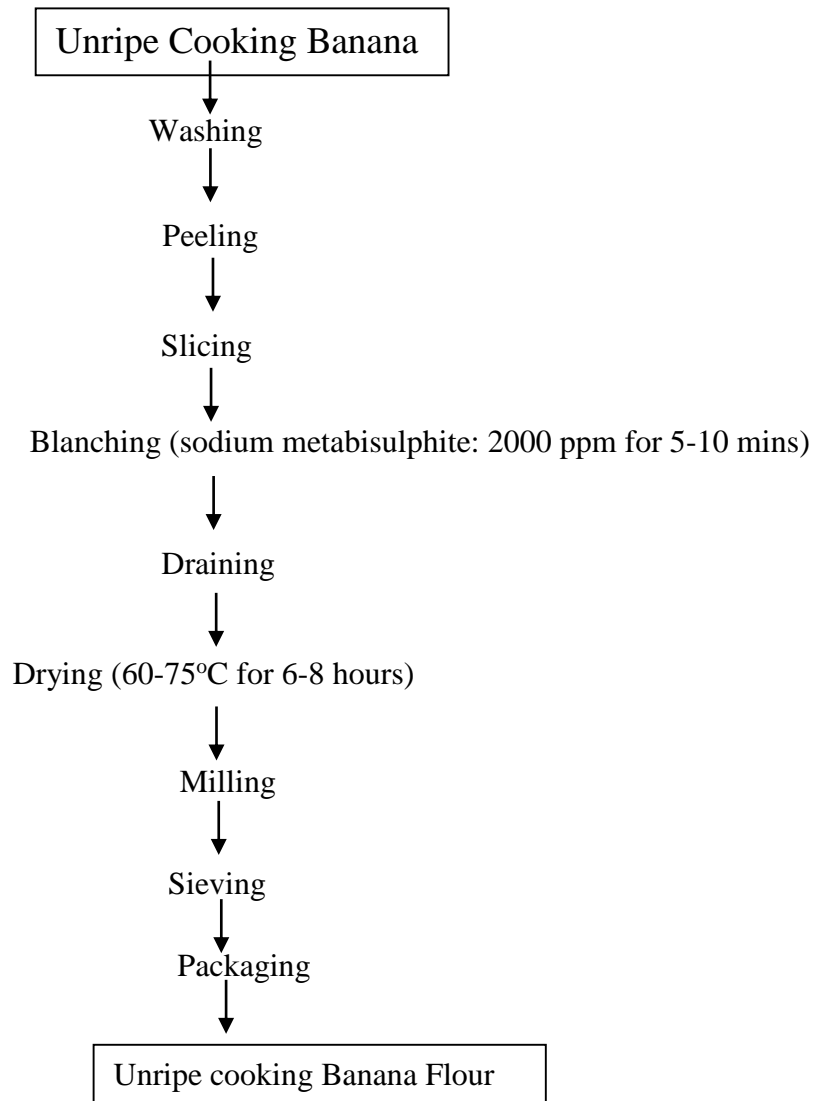 Unripe Cooking Banana
Washing
Peeling
Slicing
Blanching (sodium metabisulphite: 2000 ppm for 5-10 mins)
Draining
Drying (60-75ºC for 6-8 hours)
Milling
Sieving
Packaging
Unripe cooking Banana Flour